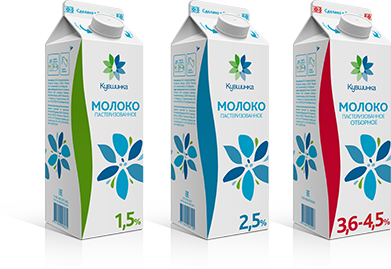 Кувшинка
МОЛОКО
ПАСТЕРИЗОВАННОЕ
1,5%
Кувшинка
МОЛОКО
ПАСТЕРИЗОВАННОЕ
2,5%
Кувшинка
МОЛОКО
ПАСТЕРИЗОВАННОЕ
ОТБОРНОЕ
3,6-4,5%